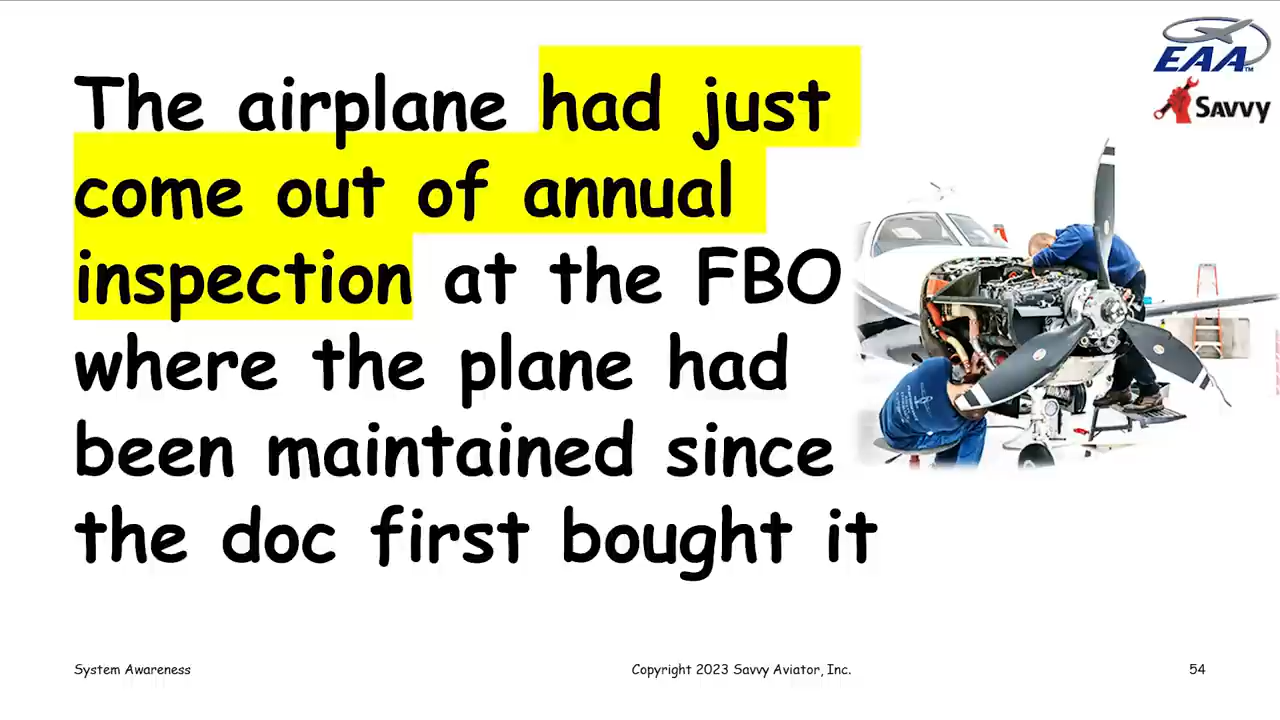 EAA
Savvy
The airplane had just
come out of annual
inspection at the FBO
where the plane had
been maintained since
the doc first bought it
System Awareness
Copyright 2023 Savvy Aviator, Inc.
54